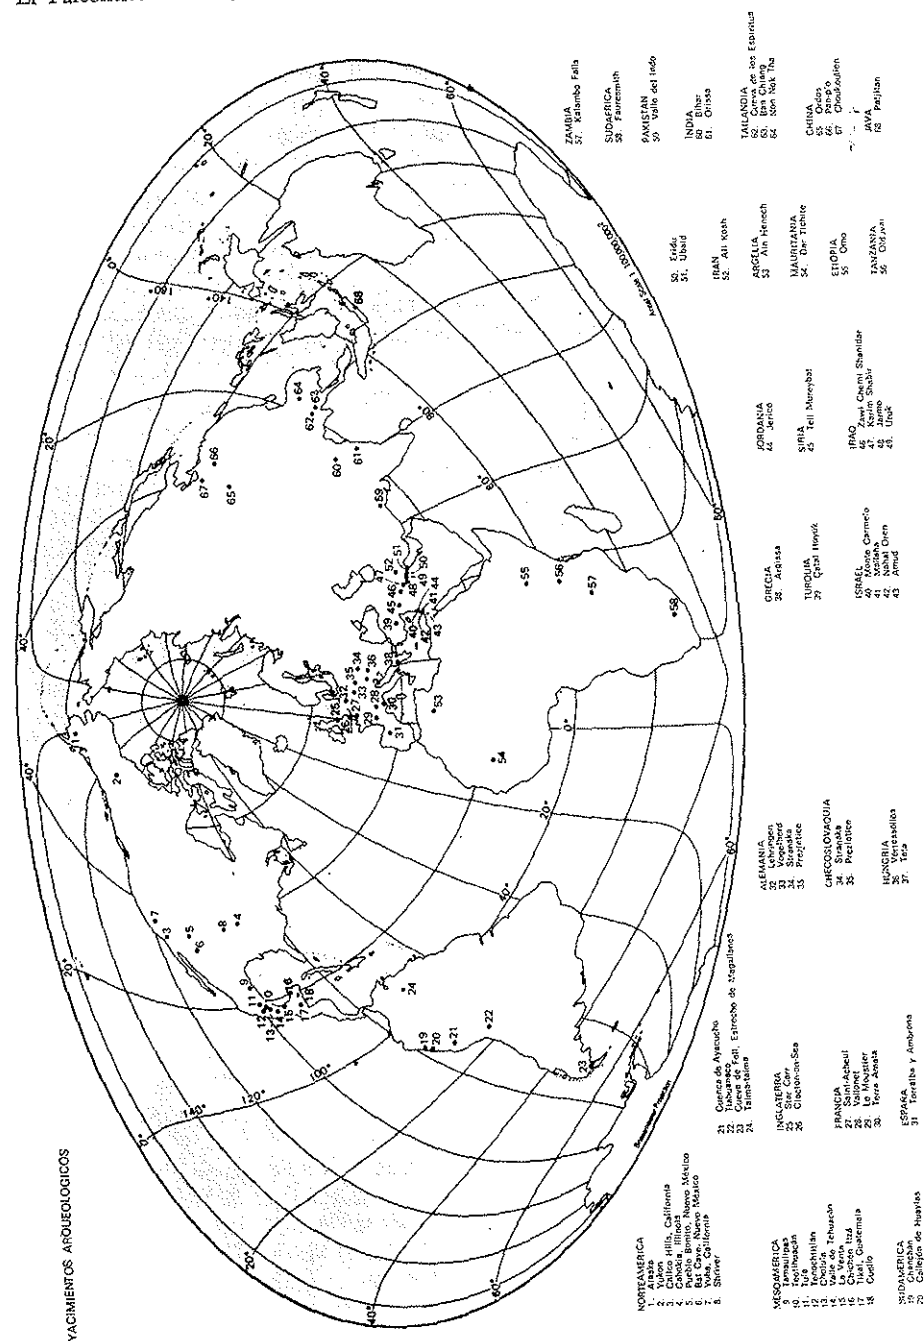 YACIMIENTOS ARQUEOLOGICOS
NORTEAMERICA
1. Alaska
2. Yukon
3. Calico Hills, California
4. Cahokia, Illinois
5. Pueblo Bonito, Nuevo México
6. Bat Cave, Nuevo México
7. Yuha, California
8. Shriver
MESOAMERICA
9 Tamaulipas
10. Teotihuacán
11. Tula
12 Tenochtitlan
13. Cholula
14. Valle de Tehuacán
15 La Venta
16 Chichén Itzá
17 Tikal, Guatemala
18 Cuello
SUDAMERICA
19 Chanchán
20 Callejón de Huaylas
21 Cuenca de Ayacucho
22. Tiahuanaco
23 Cueva de Fell, Estrecho de Magallanes
24. Taima-taima
INGLATERRA
25 Star Carr
26 Clacton-on-Sea
FRANCIA
27. Saint-Acheul
28. Vallonet
29. Le Moustier
30. Terra Amata
ESPAÑA
31 Torralba y Ambrona
ALEMANIA
32 Lehringen
33 Vogelherd
34. Stranska
35 Prezletice
CHECOSLOVAQUIA
34. Stranska
35. Prezletice
HUNGRIA
36 Vertesszöllös
37. Tata
GRECIA
38. Argissa
TURQUIA
39 Çatal Hüyük
ISRAEL
40 Monte Carmelo
41 Mallaha
42. Nahal Oren
43 Amud
JORDANIA
44 Jericó
SIRIA
45 Tell Mureybat
IRAQ
46 Zawi Chemi Shanidar
47. Karim Shahir
48 Jarmo
49. Uruk
50. Eridu
51. Ubaid
IRAN
52. Ali Kosh
ARGELIA
53 Ain Hanech
MAURITANIA
54. Dar Tichite
ETIOPIA
55 Omo
TANZANIA
56 Olduvai
ZAMBIA
57. Kalambo Falls
SUDAFRICA
58. Fauresmith
PAKISTAN
59 Valle del Indo
INDIA
60 Bihar
61. Orissa
TAILANDIA
62. Cueva de los Espíritus
63. Ban Chiang
64 Non Nok Tha
CHINA
65 Ordos
66 Pan-p'o
67 Choukoutien
JAVA
68 Patjitan